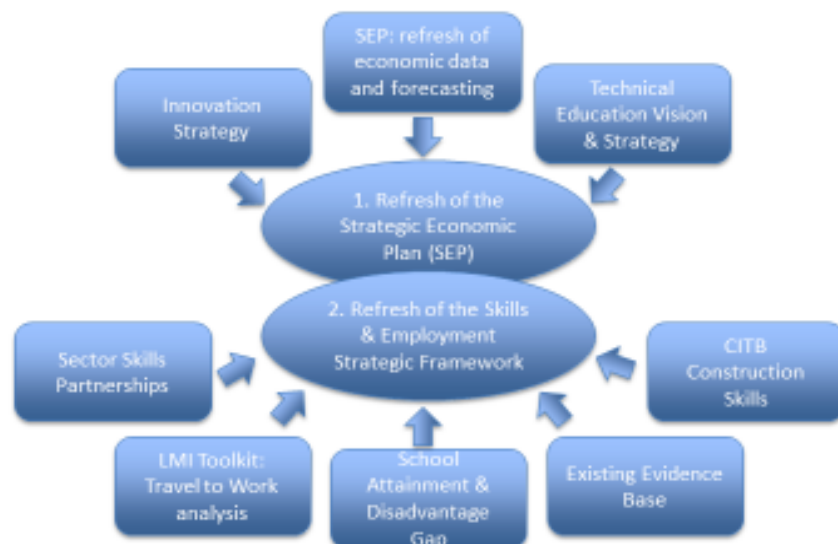 SEP: refresh of
economic data
and forecasting
Innovation
Strategy
Technical
Education Vision
& Strategy
1. Refresh of the
Strategic Economic
Plan (SEP)
2. Refresh of the Skills
& Employment
Strategic Framework
Sector Skills
Partnerships
CITB
Construction
Skills
LMI Toolkit:
Travel to Work
analysis
School
Attainment &
Disadvantage
Gap
Existing Evidence
Base